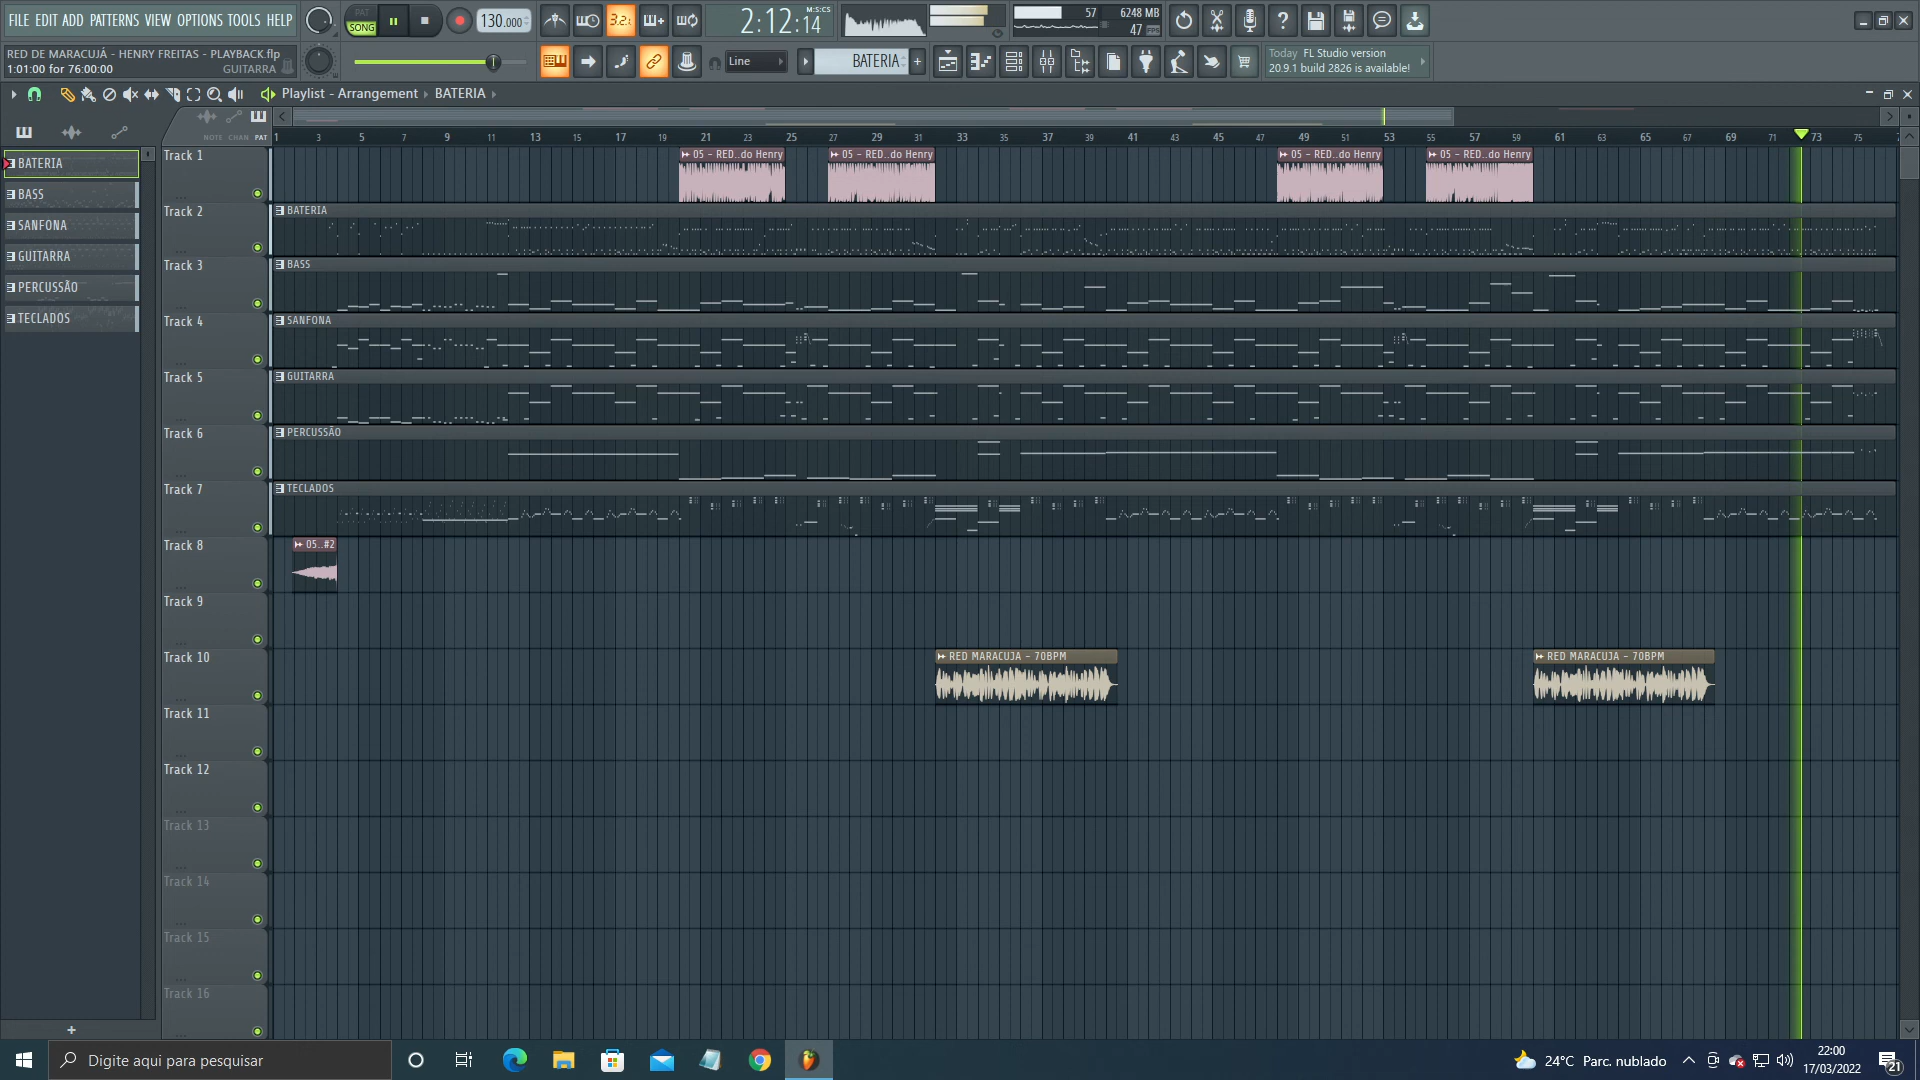 FILE EDIT ADD PATTERNS VIEW OPTIONS TOOLS HELP
PAT
SONG
3.2.
130.000
2:12:14
M:S:CS
57
6248 MB
47
RED DE MARACUJÁ - HENRY FREITAS - PLAYBACK.flp
1:01:00 for 76:00:00
GUITARRA
Line
BATERIA
+
Today FL Studio version
20.9.1 build 2826 is available!
Playlist - Arrangement BATERIA
NOTE CHAN PAT
1 3 5 7 9 11 13 15 17 19 21 23 25 27 29 31 33 35 37 39 41 43 45 47 49 51 53 55 57 59 61 63 65 67 69 71 73 75
BATERIA
BASS
SANFONA
GUITARRA
PERCUSSÃO
TECLADOS
+
Track 1
05 - RED..do Henry
05 - RED..do Henry
05 - RED..do Henry
05 - RED..do Henry
Track 2
BATERIA
Track 3
BASS
Track 4
SANFONA
Track 5
GUITARRA
Track 6
PERCUSSÃO
Track 7
TECLADOS
Track 8
05..#2
Track 9
Track 10
RED MARACUJA - 70BPM
RED MARACUJA - 70BPM
Track 11
Track 12
Track 13
Track 14
Track 15
Track 16
Digite aqui para pesquisar
24°C Parc. nublado
22:00
17/03/2022
21